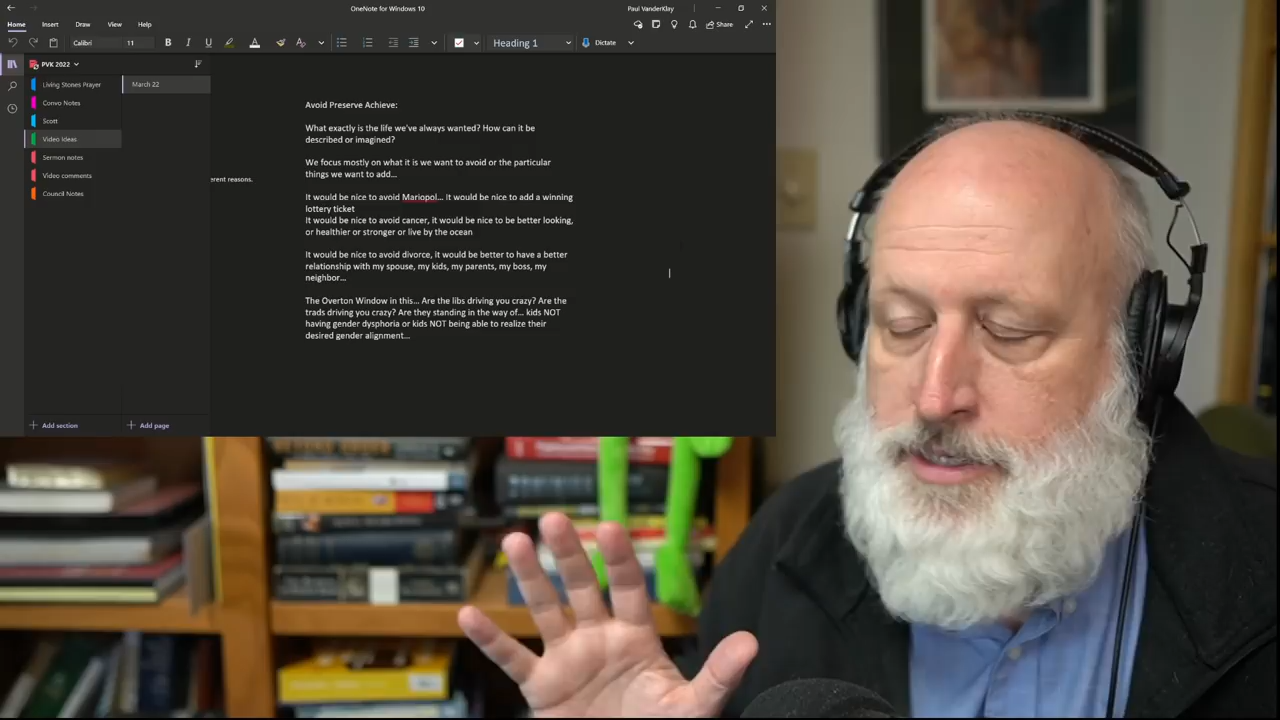 OneNote for Windows 10
Paul VanderKlay
Home Insert Draw View Help
Share
Calibri 11 B I U A Heading 1 Dictate
PVK 2022
Living Stones Prayer
Convo Notes
Scott
Video Ideas
Sermon notes
Video comments
Council Notes
March 22
erent reasons.
Avoid Preserve Achieve:
What exactly is the life we've always wanted? How can it be
described or imagined?
We focus mostly on what it is we want to avoid or the particular
things we want to add...
It would be nice to avoid Mariopol... It would be nice to add a winning
lottery ticket
It would be nice to avoid cancer, it would be nice to be better looking,
or healthier or stronger or live by the ocean
It would be nice to avoid divorce, it would be better to have a better
relationship with my spouse, my kids, my parents, my boss, my
neighbor...
The Overton Window in this... Are the libs driving you crazy? Are the
trads driving you crazy? Are they standing in the way of... kids NOT
having gender dysphoria or kids NOT being able to realize their
desired gender alignment...
Add section
Add page